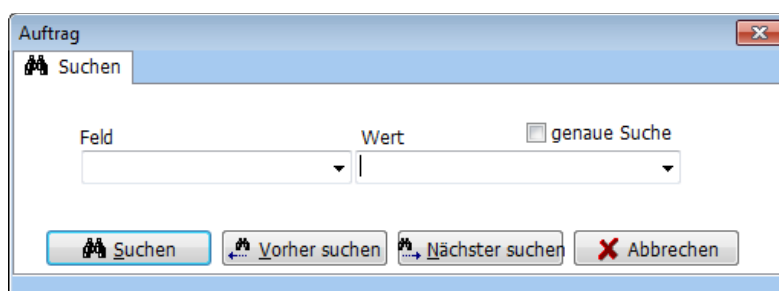 Auftrag
Suchen
Feld Wert genaue Suche
Suchen Vorher suchen Nächster suchen Abbrechen